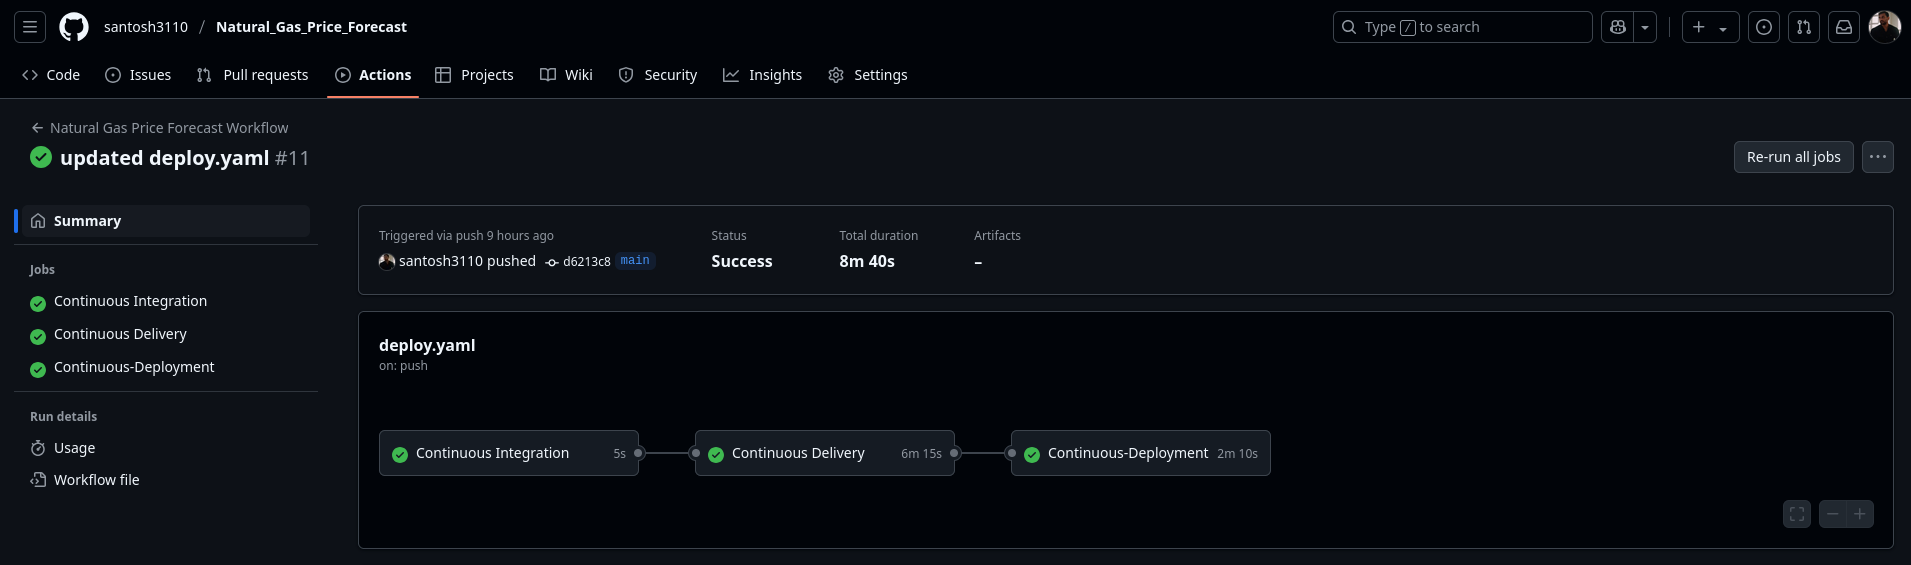 santosh3110 / Natural_Gas_Price_Forecast
Type / to search
Code Issues Pull requests Actions Projects Wiki Security Insights Settings
Natural Gas Price Forecast Workflow
updated deploy.yaml #11
Re-run all jobs
Summary
Jobs
Continuous Integration
Continuous Delivery
Continuous-Deployment
Run details
Usage
Workflow file
Triggered via push 9 hours ago
santosh3110 pushed d6213c8 main
Status
Success
Total duration
8m 40s
Artifacts
–
deploy.yaml
on: push
Continuous Integration 5s
Continuous Delivery 6m 15s
Continuous-Deployment 2m 10s